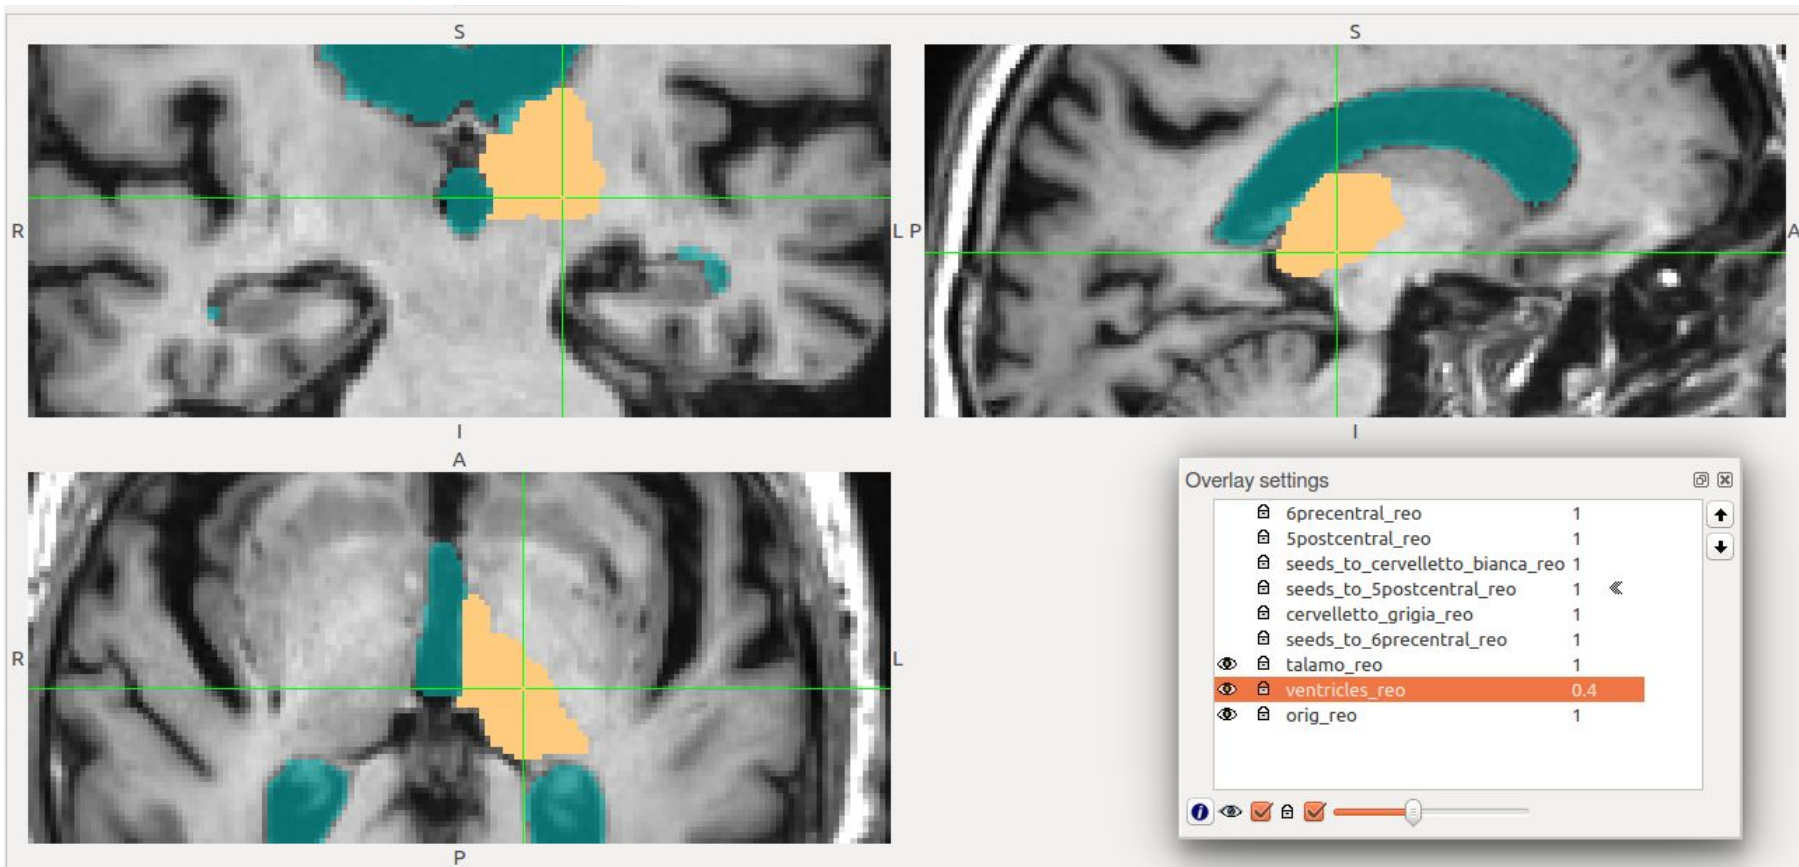 S
S
R
L P
A
I
I
A
R
L
P
Overlay settings
6precentral_reo 1
5postcentral_reo 1
seeds_to_cervelletto_bianca_reo 1
seeds_to_5postcentral_reo 1
cervelletto_grigia_reo 1
seeds_to_6precentral_reo 1
talamo_reo 1
ventricles_reo 0.4
orig_reo 1